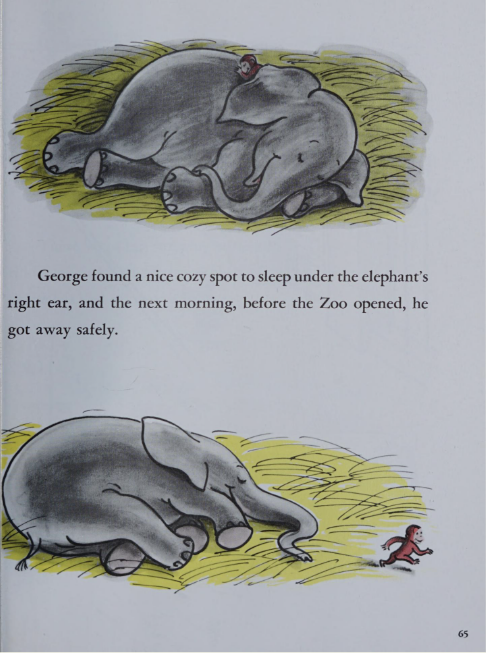 George found a nice cozy spot to sleep under the elephant's
right ear, and the next morning, before the Zoo opened, he
got away safely.
65